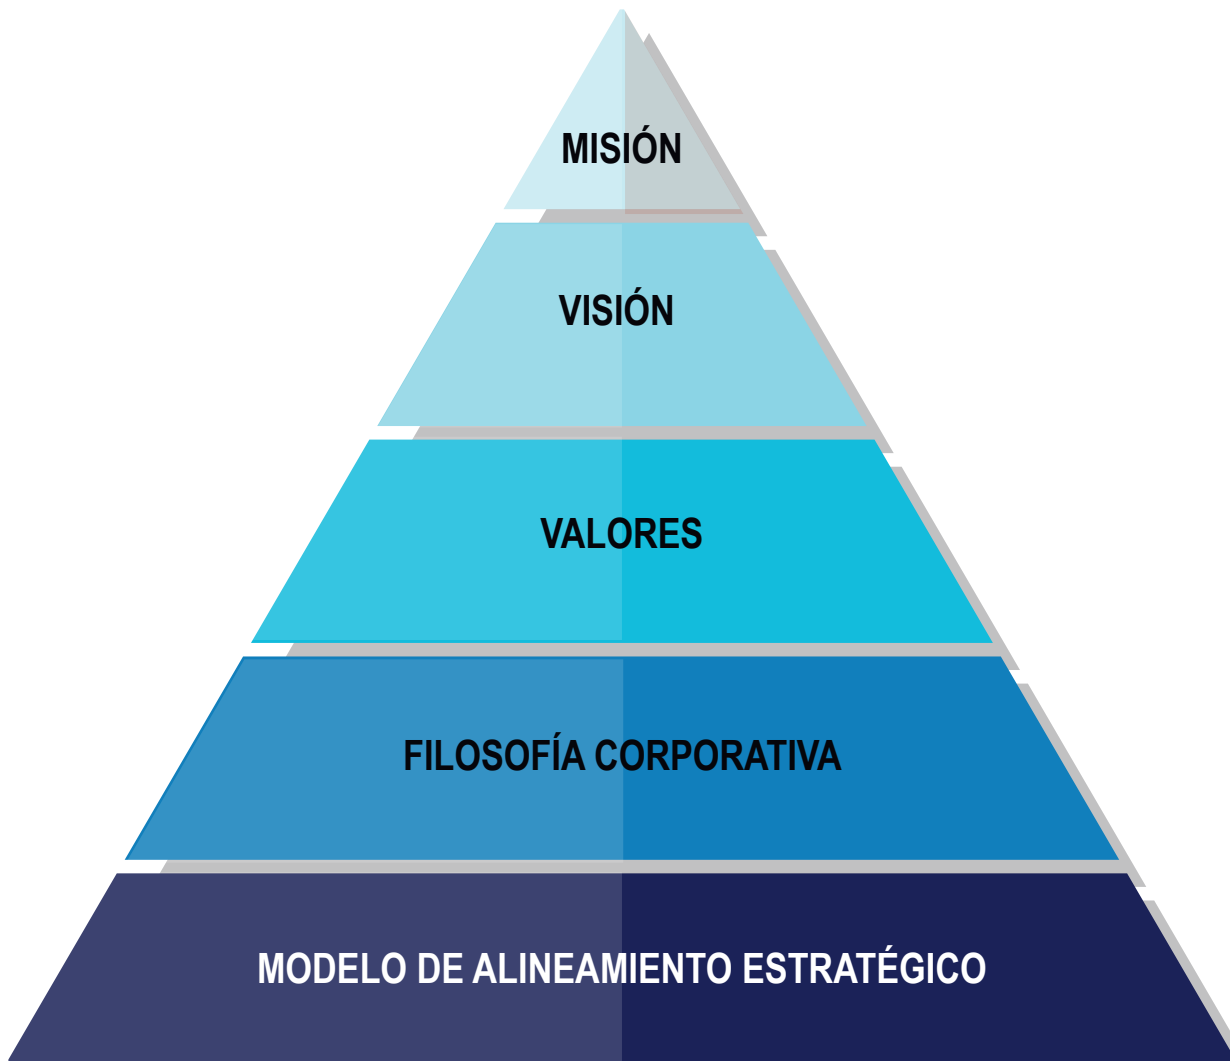 MISIÓN
VISIÓN
VALORES
FILOSOFÍA CORPORATIVA
MODELO DE ALINEAMIENTO ESTRATÉGICO